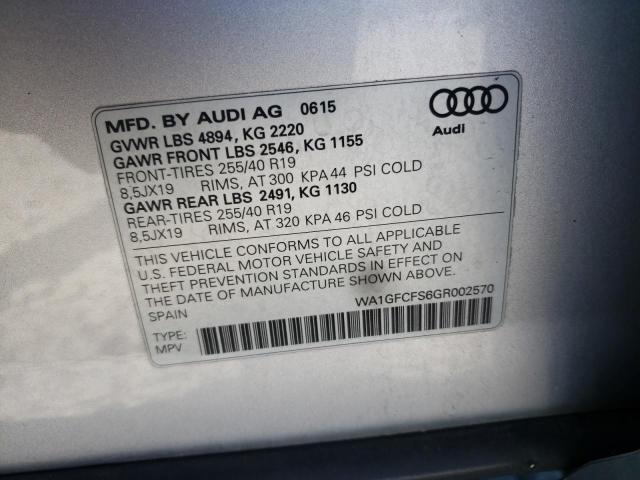 MFD. BY AUDI AG 0615
Audi
GVWR LBS 4894, KG 2220
GAWR FRONT LBS 2546, KG 1155
FRONT-TIRES 255/40 R19
8,5JX19 RIMS, AT 300 KPA 44 PSI COLD
GAWR REAR LBS 2491, KG 1130
REAR-TIRES 255/40 R19
8,5JX19 RIMS, AT 320 KPA 46 PSI COLD
THIS VEHICLE CONFORMS TO ALL APPLICABLE
U.S. FEDERAL MOTOR VEHICLE SAFETY AND
THEFT PREVENTION STANDARDS IN EFFECT ON
THE DATE OF MANUFACTURE SHOWN ABOVE.
SPAIN
WA1GFCFS6GR002570
TYPE:
MPV